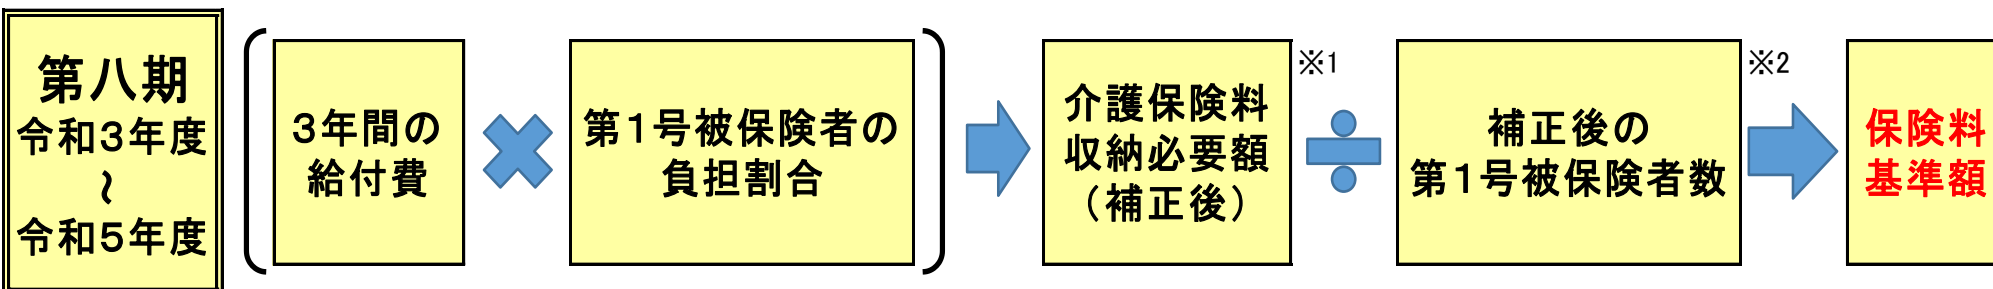 第八期
令和3年度
～
令和5年度
3年間の
給付費
第1号被保険者の
負担割合
介護保険料
収納必要額
（補正後）
※1
補正後の
第1号被保険者数
※2
保険料
基準額